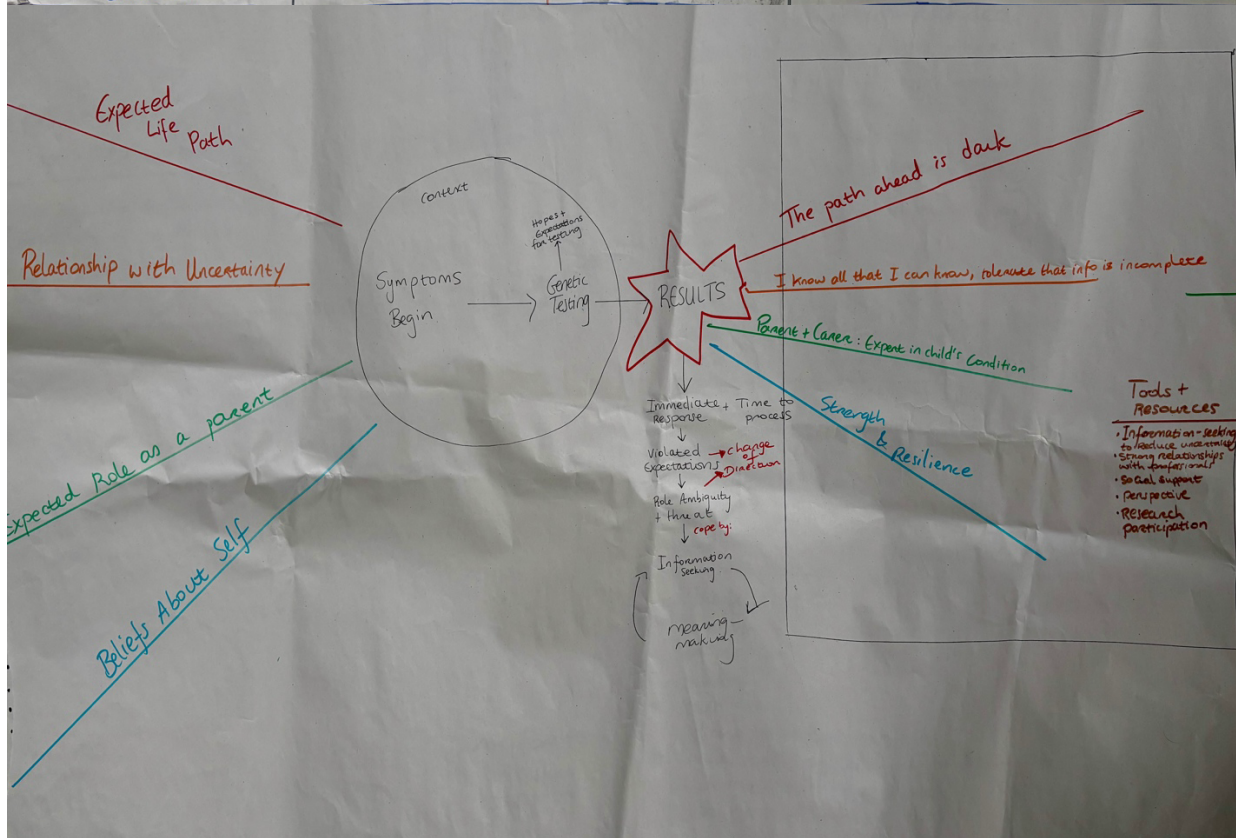 Expected
Life
Path
Relationship with Uncertainty
Expected Role as a parent
Beliefs About Self
Context
Hopes +
Expectations
for testing
Symptoms
Begin
Genetic
Testing
RESULTS
Immediate + Time to
Response process
Violated
Expectations
Change
of
Direction
Role Ambiguity
+ threat
cope by:
Information
Seeking
meaning-
making
The path ahead is dark
I know all that I can know, tolerate that info is incomplete
Parent + Carer: Expert in child's Condition
Strength
&
Resilience
Tools +
Resources
• Information-seeking
to reduce uncertainty
• Strong relationships
with professionals
• Social support
• perspective
• Research
participation